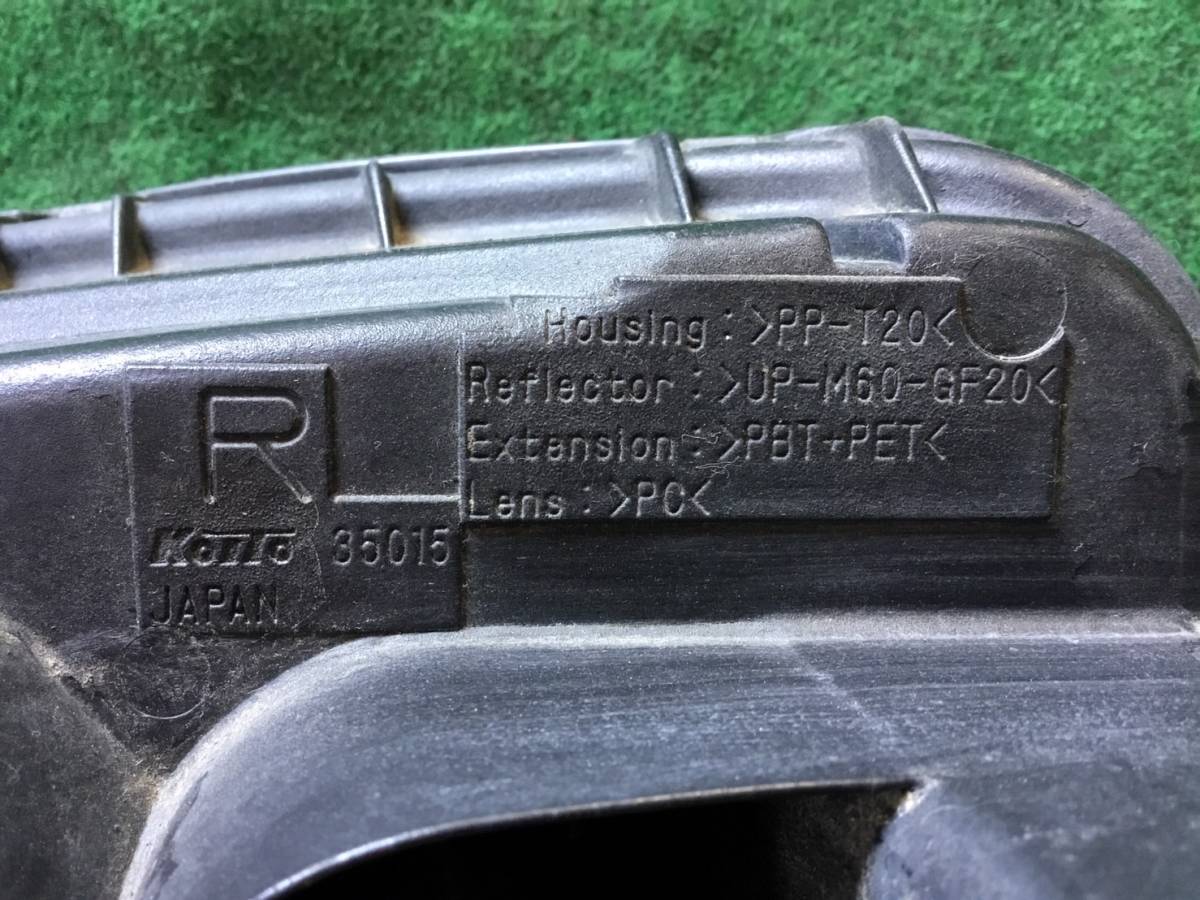 Housing:>PP-T20<
Reflector:>UP-M60-GF20<
Extension:>PBT+PET<
Lens:>PC<
R
KOITO 35015
JAPAN